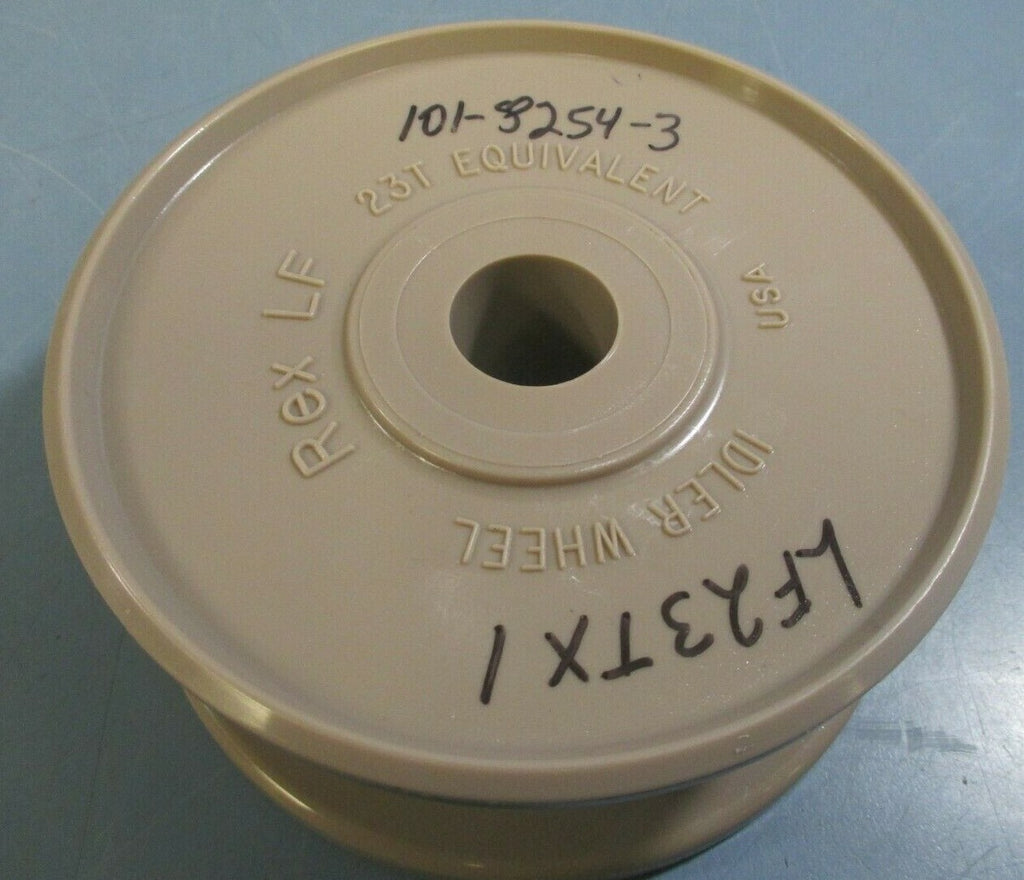 101-8254-3
23T EQUIVALENT
Rex LF
USA
IDLER WHEEL
LF23TX1